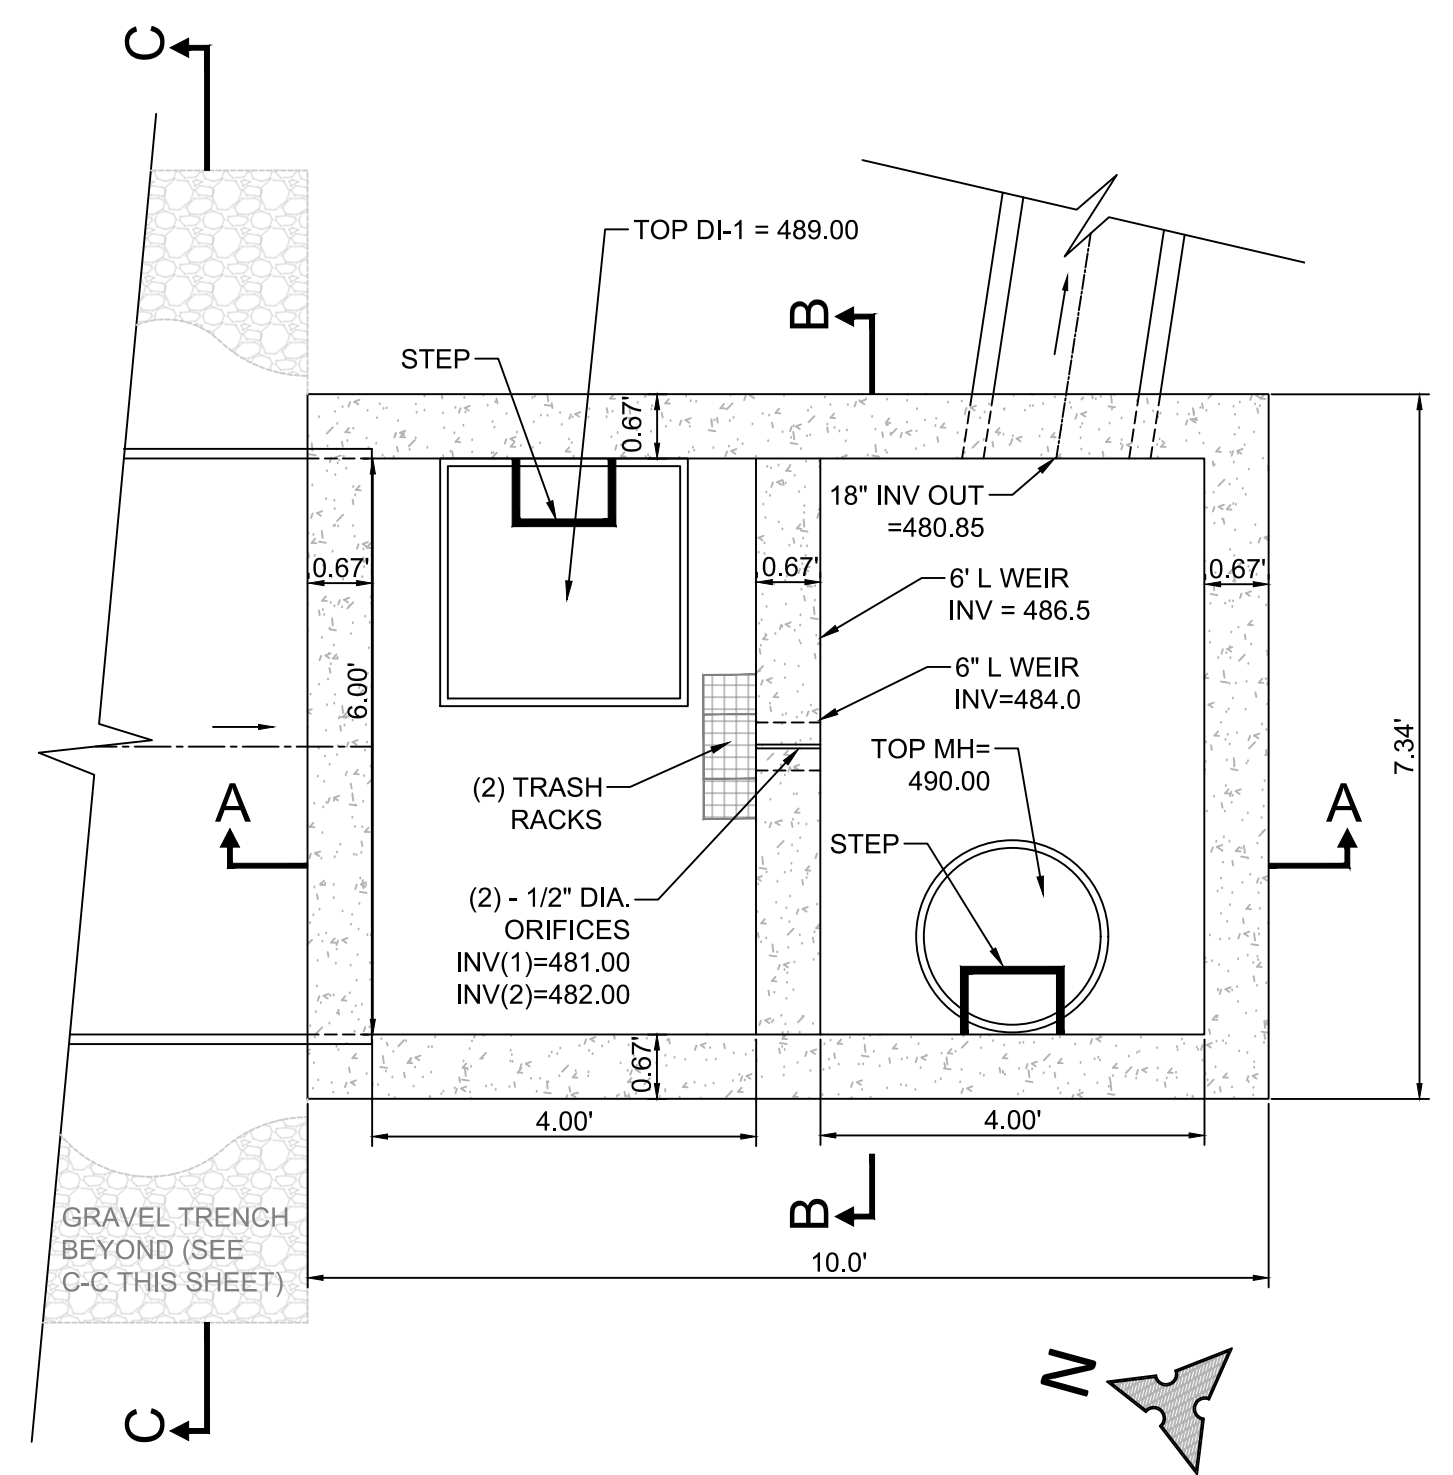 C
TOP DI-1 = 489.00
B
STEP
0.67'
18" INV OUT
=480.85
0.67'
0.67'
0.67'
6' L WEIR
INV = 486.5
6.00'
6" L WEIR
INV=484.0
7.34'
TOP MH=
490.00
(2) TRASH
RACKS
A
A
STEP
(2) - 1/2" DIA.
ORIFICES
INV(1)=481.00
INV(2)=482.00
0.67'
4.00'
4.00'
B
GRAVEL TRENCH
BEYOND (SEE
C-C THIS SHEET)
10.0'
N
C